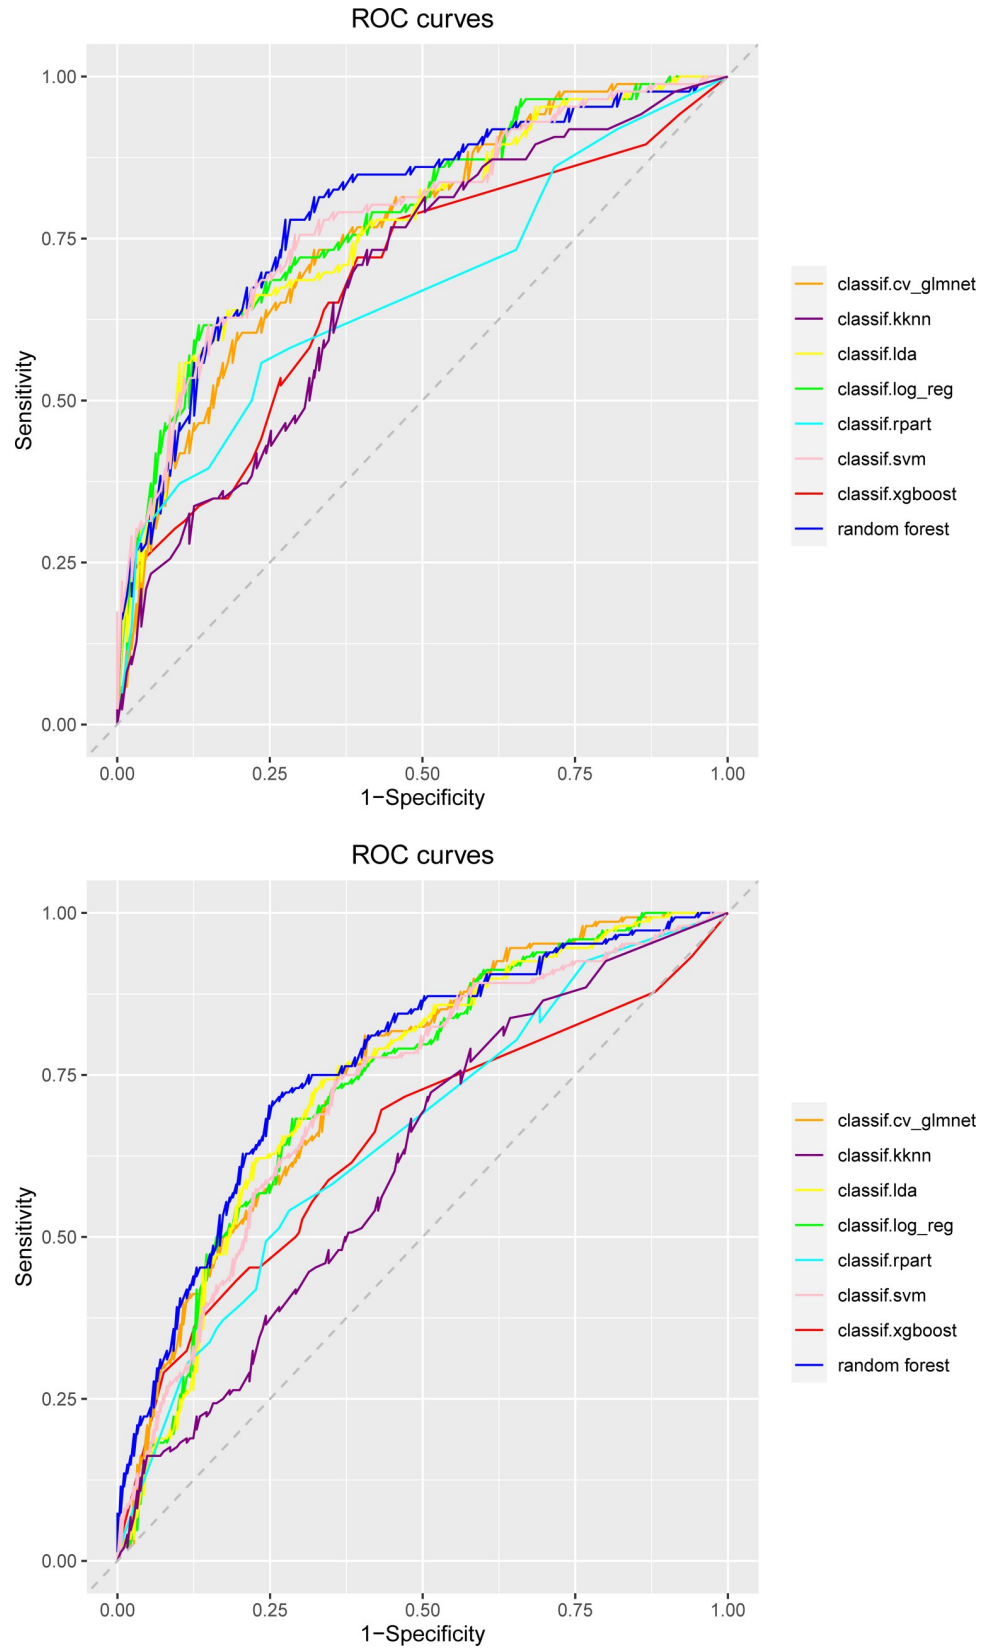 ROC curves
1.00
0.75
0.50
0.25
0.00
Sensitivity
0.00 0.25 0.50 0.75 1.00
1−Specificity
classif.cv_glmnet
classif.kknn
classif.lda
classif.log_reg
classif.rpart
classif.svm
classif.xgboost
random forest
ROC curves
1.00
0.75
0.50
0.25
0.00
Sensitivity
0.00 0.25 0.50 0.75 1.00
1−Specificity
classif.cv_glmnet
classif.kknn
classif.lda
classif.log_reg
classif.rpart
classif.svm
classif.xgboost
random forest